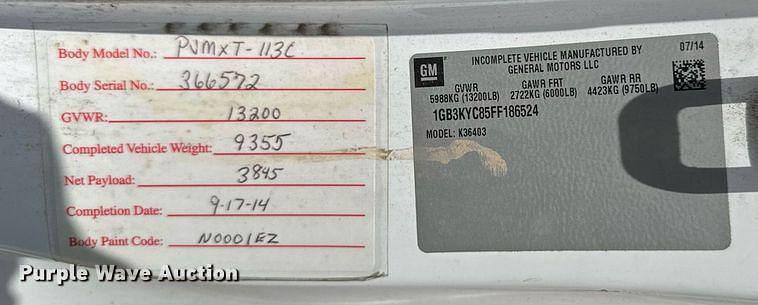 Body Model No.: PVMXT-113C
Body Serial No.: 366572
GVWR: 13200
Completed Vehicle Weight: 9355
Net Payload: 3845
Completion Date: 9-17-14
Body Paint Code: N0001EZ
GM
INCOMPLETE VEHICLE MANUFACTURED BY
GENERAL MOTORS LLC
07/14
GVWR GAWR FRT GAWR RR
5988KG (13200LB) 2722KG (6000LB) 4423KG (9750LB)
1GB3KYC85FF186524
MODEL: K36403
Purple Wave Auction